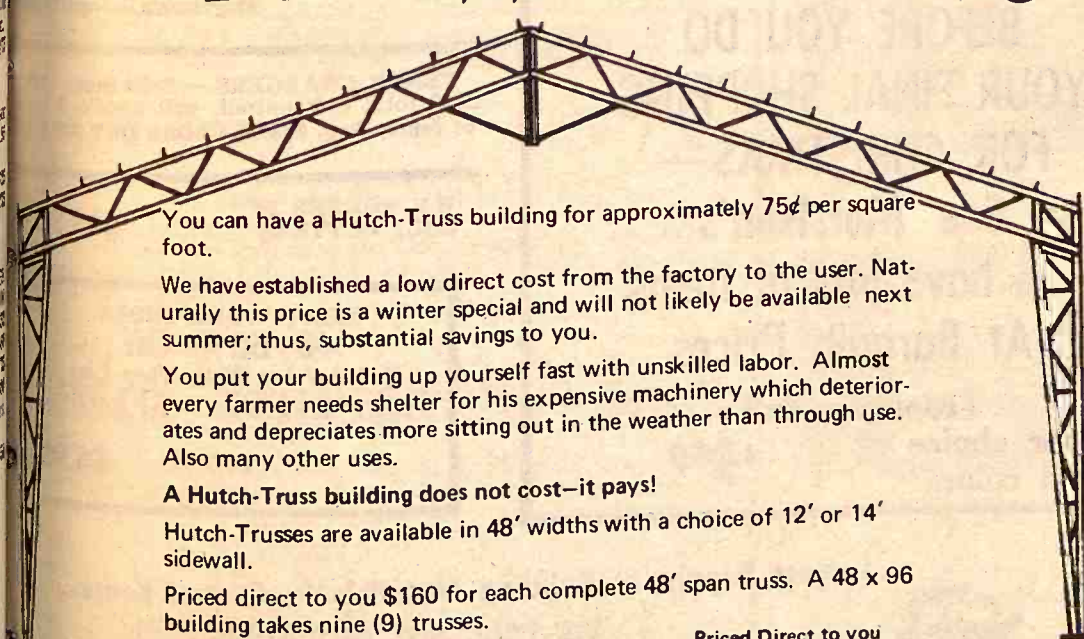 You can have a Hutch-Truss building for approximately 75¢ per square
foot.
We have established a low direct cost from the factory to the user. Nat-
urally this price is a winter special and will not likely be available next
summer; thus, substantial savings to you.
You put your building up yourself fast with unskilled labor. Almost
every farmer needs shelter for his expensive machinery which deterior-
ates and depreciates more sitting out in the weather than through use.
Also many other uses.
A Hutch-Truss building does not cost—it pays!
Hutch-Trusses are available in 48' widths with a choice of 12' or 14'
sidewall.
Priced direct to you $160 for each complete 48' span truss. A 48 x 96
building takes nine (9) trusses.
Priced Direct to you